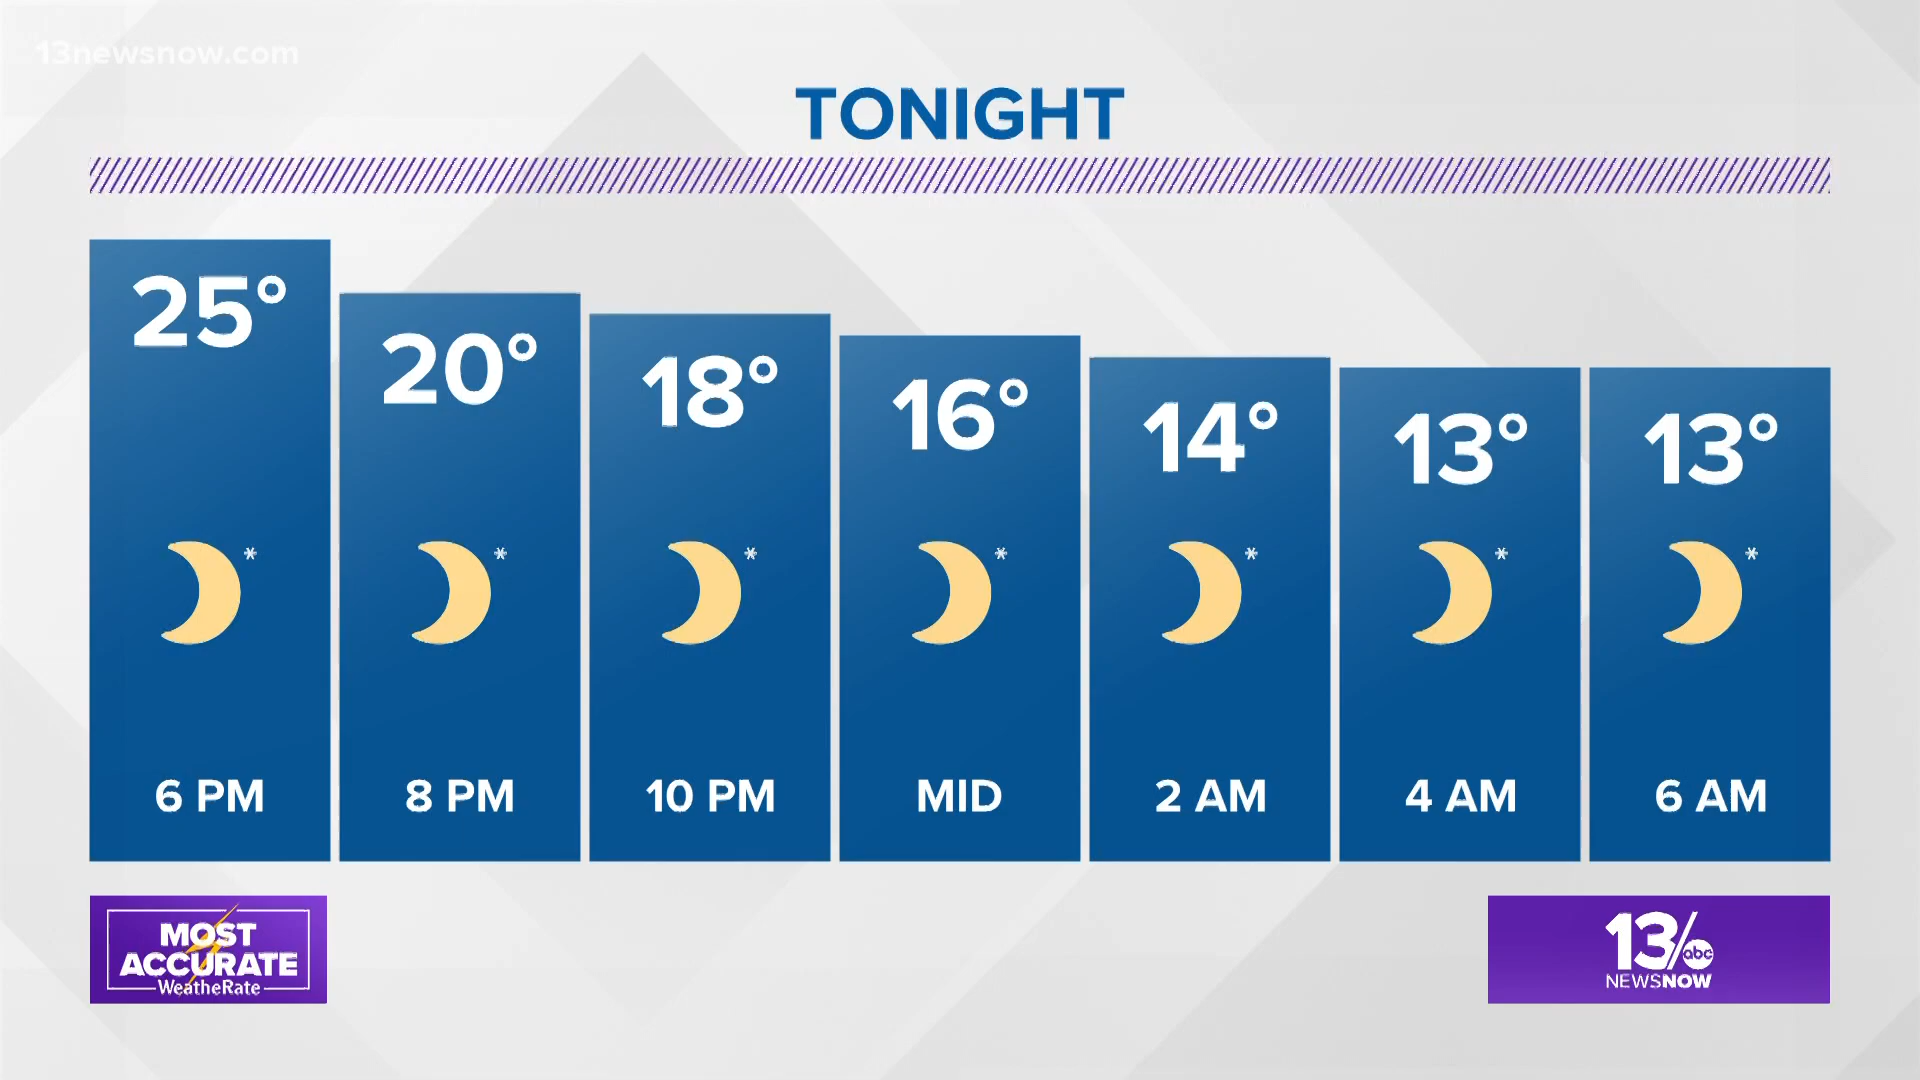 13newsnow.com
TONIGHT
25° 20° 18° 16° 14° 13° 13°
* * * * * * *
6 PM 8 PM 10 PM MID 2 AM 4 AM 6 AM
MOST
ACCURATE
WeatheRate
13/abc
NEWSNOW